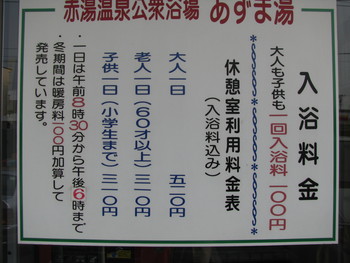 赤湯温泉公衆浴場 あずま湯
入浴料金
大人も子供も 一回入浴料 一〇〇円
休憩室利用料金表
(入浴料込み)
大人一日 五二〇円
老人一日(60才以上)三一〇円
子供一日(小学生まで)三一〇円
・一日は午前8時30分から午後6時まで
・冬期間は暖房料一〇〇円加算して
発売しています。